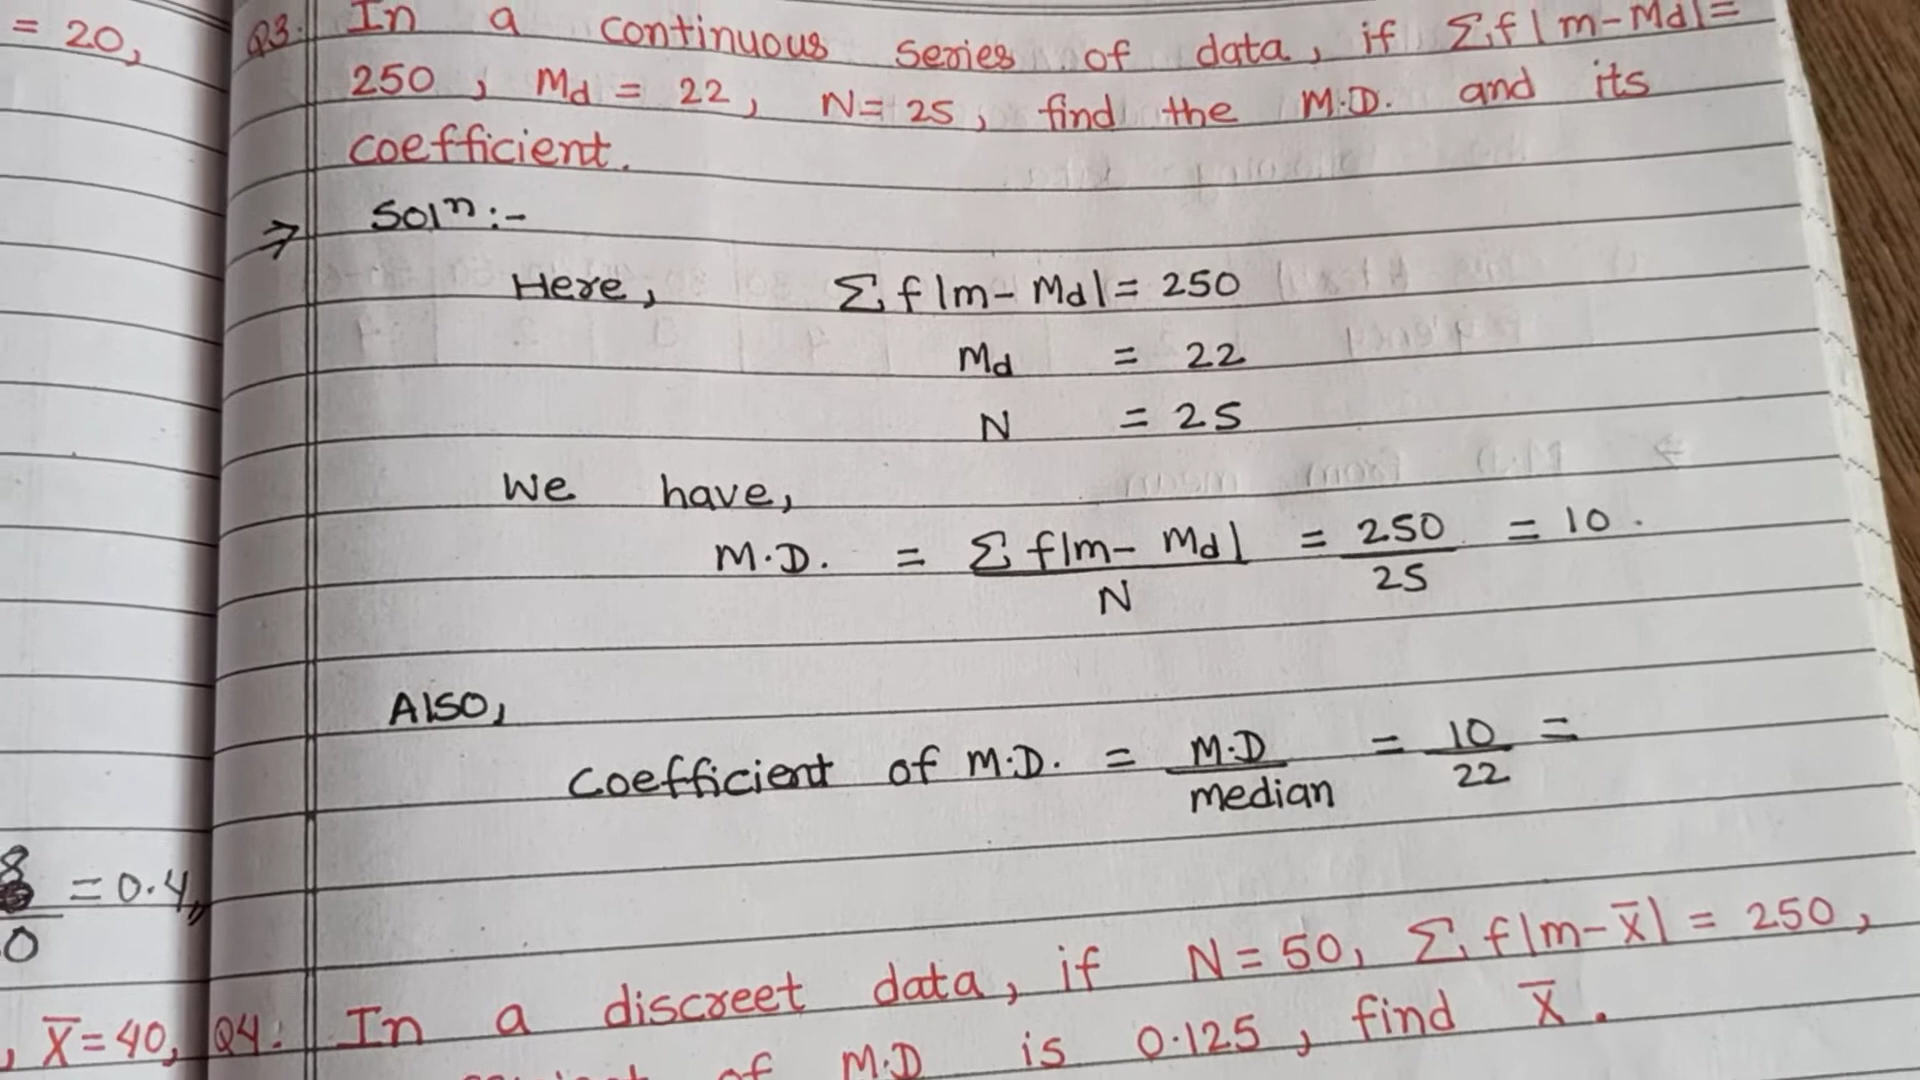 = 20,
Q3. In a continuous series of data, if Σf|m-Md|=
250, Md = 22, N= 25, find the M.D. and its
coefficient.
⇒ Solⁿ:-
Here, Σf|m- Md|= 250
Md = 22
N = 25
We have,
M.D. = Σf|m- Md| / N = 250 / 25 = 10.
Also,
Coefficient of M.D. = M.D / median = 10 / 22 =
= 0.4
0
, X̄=40,
Q4. In a discreet data, if N=50, Σf|m-X̄| = 250,
of M.D is 0.125, find X̄.